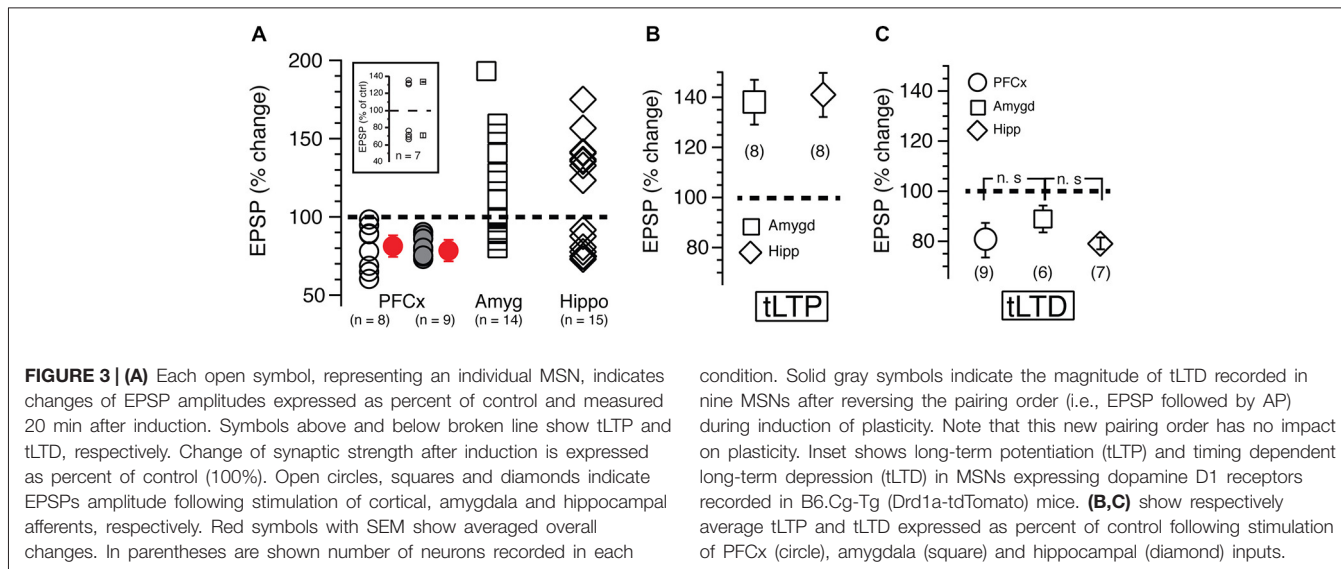 A
200
150
100
50
EPSP (% change)
140
120
100
80
60
40
EPSP (% of ctrl)
n = 7
PFCx
Amyg
Hippo
(n = 8)
(n = 9)
(n = 14)
(n = 15)
B
140
120
100
80
EPSP (% change)
(8)
(8)
Amygd
Hipp
tLTP
C
140
120
100
80
EPSP (% change)
PFCx
Amygd
Hipp
n. s
n. s
(9)
(6)
(7)
tLTD
FIGURE 3 | (A) Each open symbol, representing an individual MSN, indicates
changes of EPSP amplitudes expressed as percent of control and measured
20 min after induction. Symbols above and below broken line show tLTP and
tLTD, respectively. Change of synaptic strength after induction is expressed
as percent of control (100%). Open circles, squares and diamonds indicate
EPSPs amplitude following stimulation of cortical, amygdala and hippocampal
afferents, respectively. Red symbols with SEM show averaged overall
changes. In parentheses are shown number of neurons recorded in each
condition. Solid gray symbols indicate the magnitude of tLTD recorded in
nine MSNs after reversing the pairing order (i.e., EPSP followed by AP)
during induction of plasticity. Note that this new pairing order has no impact
on plasticity. Inset shows long-term potentiation (tLTP) and timing dependent
long-term depression (tLTD) in MSNs expressing dopamine D1 receptors
recorded in B6.Cg-Tg (Drd1a-tdTomato) mice. (B,C) show respectively
average tLTP and tLTD expressed as percent of control following stimulation
of PFCx (circle), amygdala (square) and hippocampal (diamond) inputs.